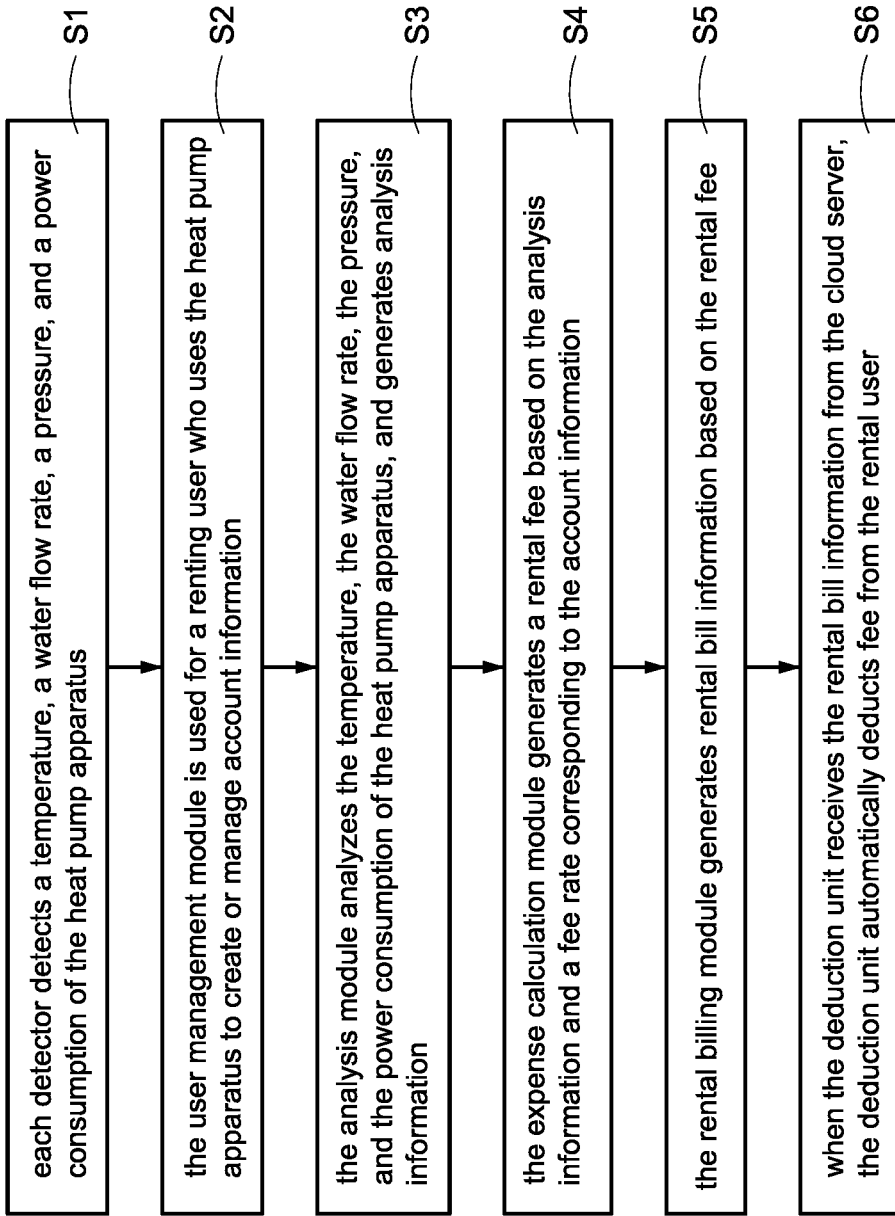 each detector detects a temperature, a water flow rate, a pressure, and a power
consumption of the heat pump apparatus
S1
the user management module is used for a renting user who uses the heat pump
apparatus to create or manage account information
S2
the analysis module analyzes the temperature, the water flow rate, the pressure,
and the power consumption of the heat pump apparatus, and generates analysis
information
S3
the expense calculation module generates a rental fee based on the analysis
information and a fee rate corresponding to the account information
S4
the rental billing module generates rental bill information based on the rental fee
S5
when the deduction unit receives the rental bill information from the cloud server,
the deduction unit automatically deducts fee from the rental user
S6